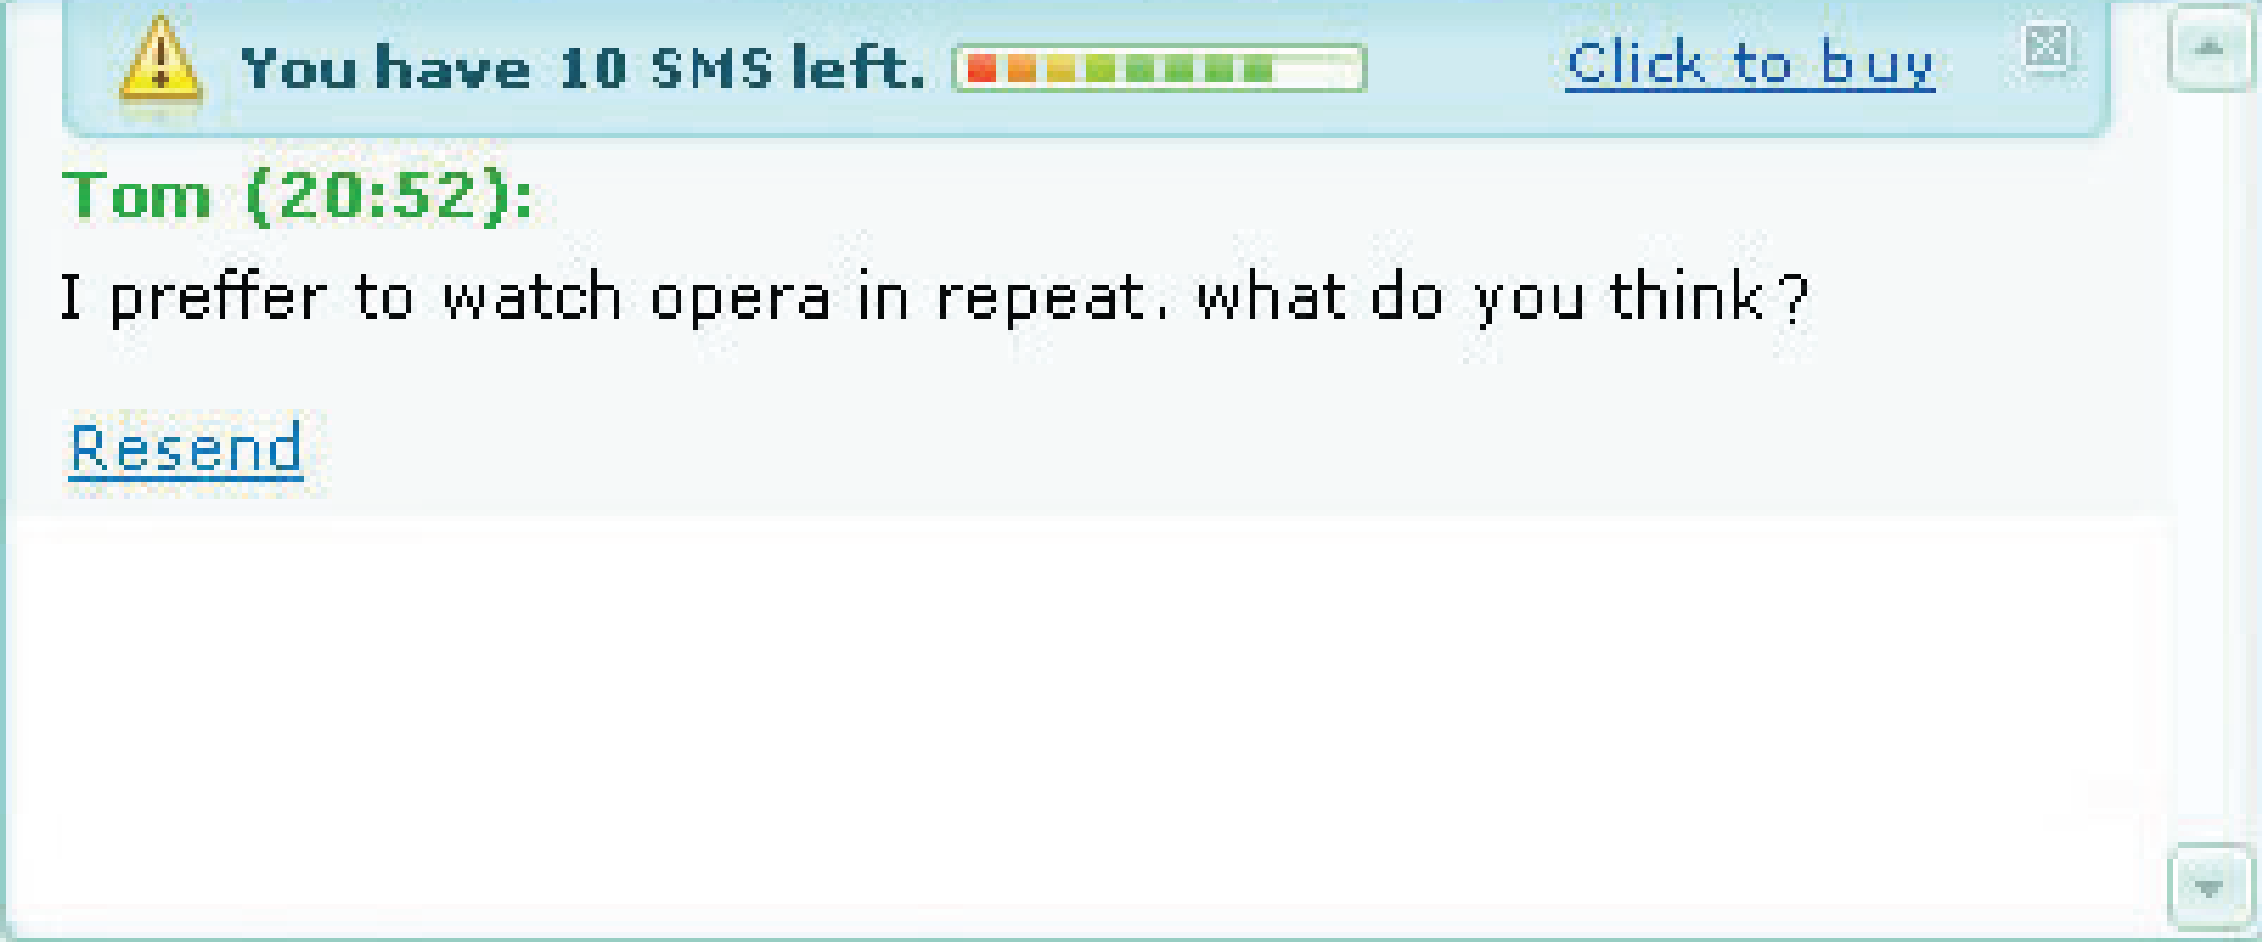 You have 10 SMS left. Click to buy
Tom (20:52):
I preffer to watch opera in repeat. what do you think?
Resend